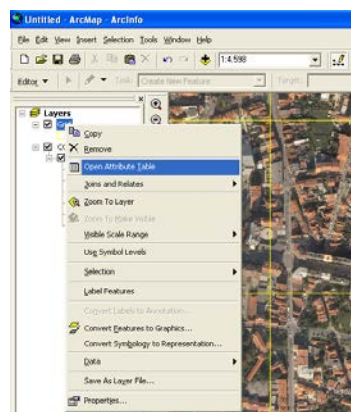 Untitled - ArcMap - ArcInfo
File Edit View Insert Selection Tools Window Help
1:4.598
Editor Task: Create New Feature Target:
Layers
Copy
Remove
Open Attribute Table
Joins and Relates
Zoom To Layer
Zoom To Make Visible
Visible Scale Range
Use Symbol Levels
Selection
Label Features
Convert Labels to Annotation...
Convert Features to Graphics...
Convert Symbology to Representation...
Data
Save As Layer File...
Properties...